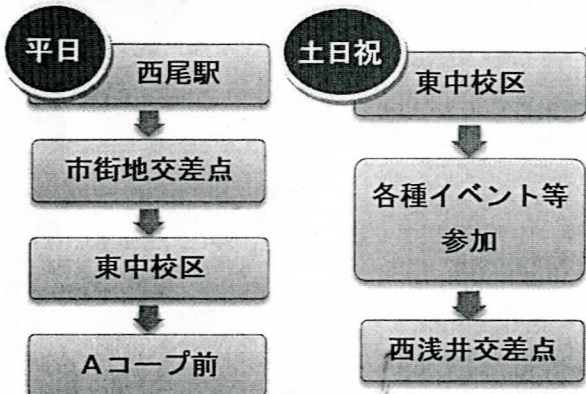 平日
西尾駅
市街地交差点
東中校区
Aコープ前
土日祝
東中校区
各種イベント等
参加
西浅井交差点